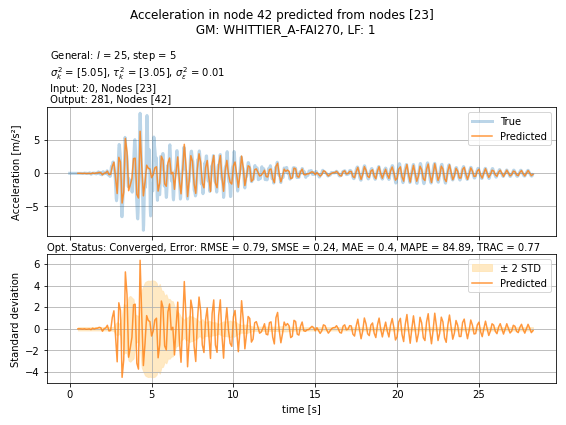 Acceleration in node 42 predicted from nodes [23]
GM: WHITTIER_A-FAI270, LF: 1
General: l = 25, step = 5
σ²ₖ = [5.05], τ²ₖ = [3.05], σ²ε = 0.01
Input: 20, Nodes [23]
Output: 281, Nodes [42]
Acceleration [m/s²]
5
0
−5
True
Predicted
Opt. Status: Converged, Error: RMSE = 0.79, SMSE = 0.24, MAE = 0.4, MAPE = 84.89, TRAC = 0.77
Standard deviation
6
4
2
0
−2
−4
± 2 STD
Predicted
0 5 10 15 20 25
time [s]